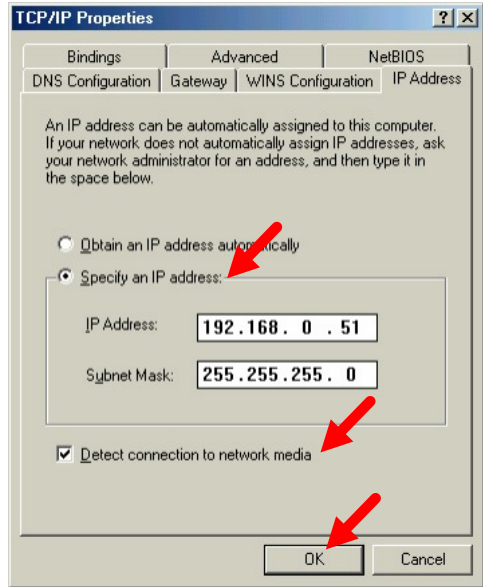 TCP/IP Properties
Bindings Advanced NetBIOS
DNS Configuration Gateway WINS Configuration IP Address
An IP address can be automatically assigned to this computer.
If your network does not automatically assign IP addresses, ask
your network administrator for an address, and then type it in
the space below.
Obtain an IP address automatically
Specify an IP address:
IP Address: 192.168. 0 .51
Subnet Mask: 255.255.255. 0
Detect connection to network media
OK Cancel